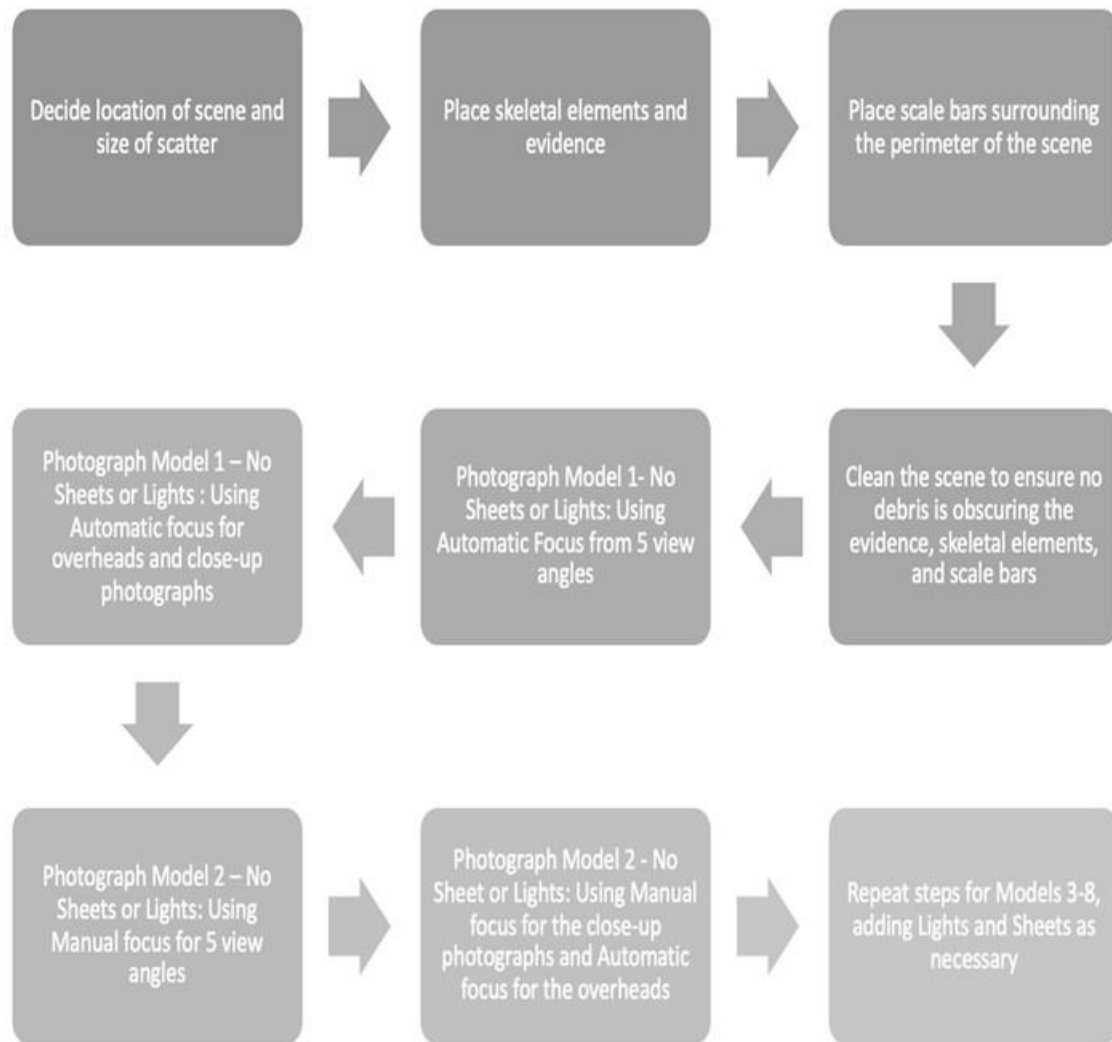 Decide location of scene and
size of scatter
Place skeletal elements and
evidence
Place scale bars surrounding
the perimeter of the scene
Clean the scene to ensure no
debris is obscuring the
evidence, skeletal elements,
and scale bars
Photograph Model 1- No
Sheets or Lights: Using
Automatic Focus from 5 view
angles
Photograph Model 1 – No
Sheets or Lights : Using
Automatic focus for
overheads and close-up
photographs
Photograph Model 2 – No
Sheets or Lights: Using
Manual focus for 5 view
angles
Photograph Model 2 - No
Sheet or Lights: Using Manual
focus for the close-up
photographs and Automatic
focus for the overheads
Repeat steps for Models 3-8,
adding Lights and Sheets as
necessary